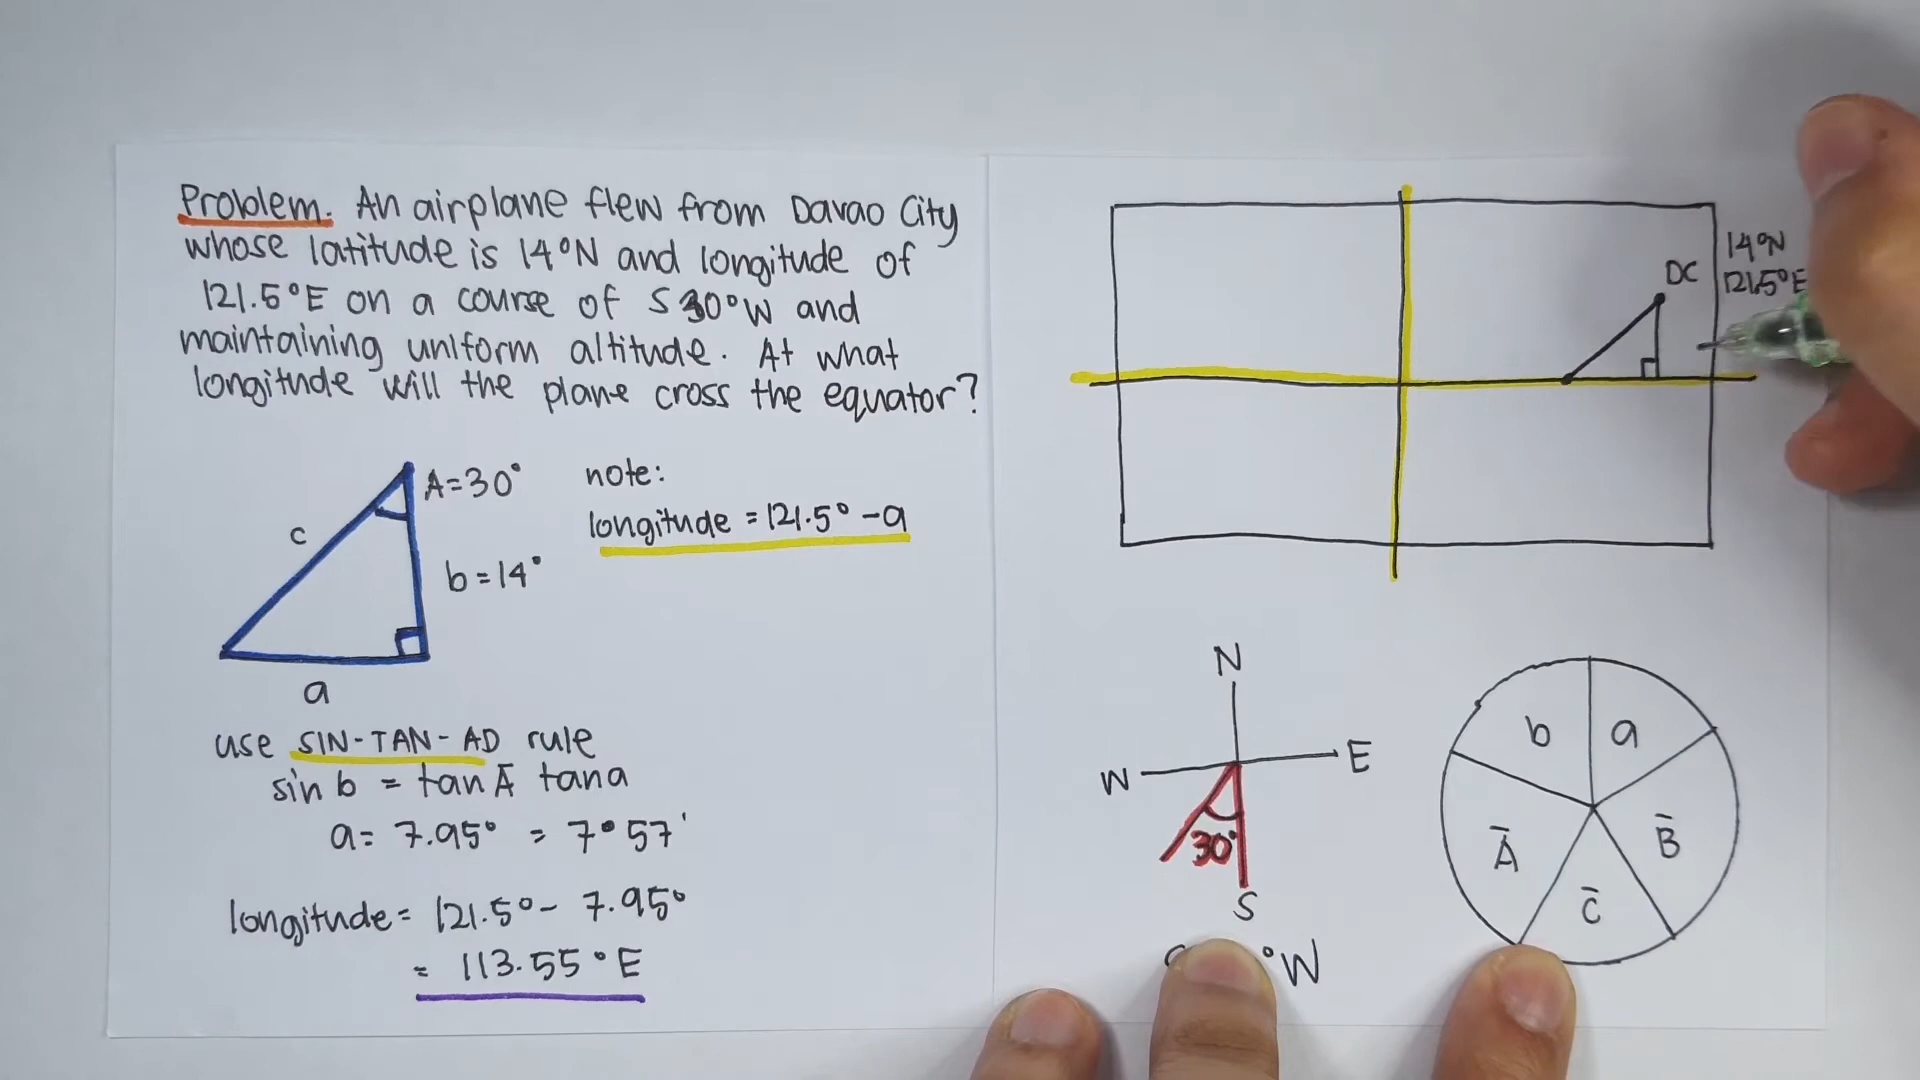 Problem. An airplane flew from Davao City
whose latitude is 14°N and longitude of
121.5°E on a course of S30°W and
maintaining uniform altitude. At what
longitude will the plane cross the equator?
A=30°
c
b=14°
a
note:
longitude = 121.5° - a
use SIN-TAN-AD rule
sin b = tan Ā tan a
a= 7.95° = 7°57'
longitude = 121.5° - 7.95°
= 113.55°E
DC
14°N
121.5°E
N
W
E
30°
S
°W
b
a
Ā
B̄
c̄